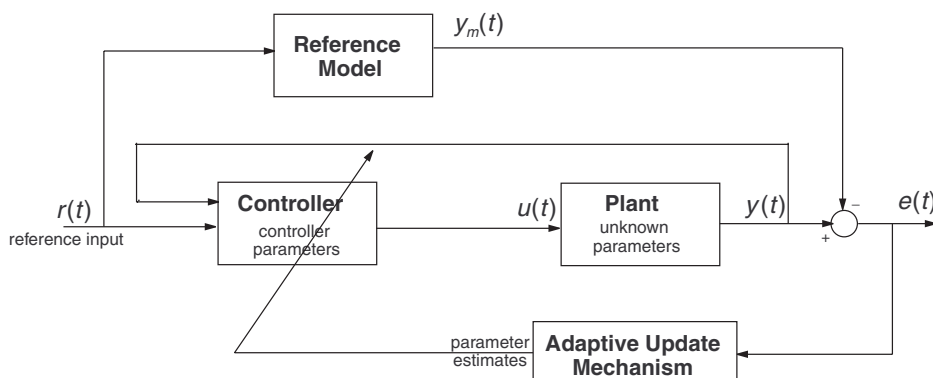 y_m(t)
Reference
Model
r(t)
reference input
Controller
controller
parameters
u(t)
Plant
unknown
parameters
y(t)
−
+
e(t)
parameter
estimates
Adaptive Update
Mechanism